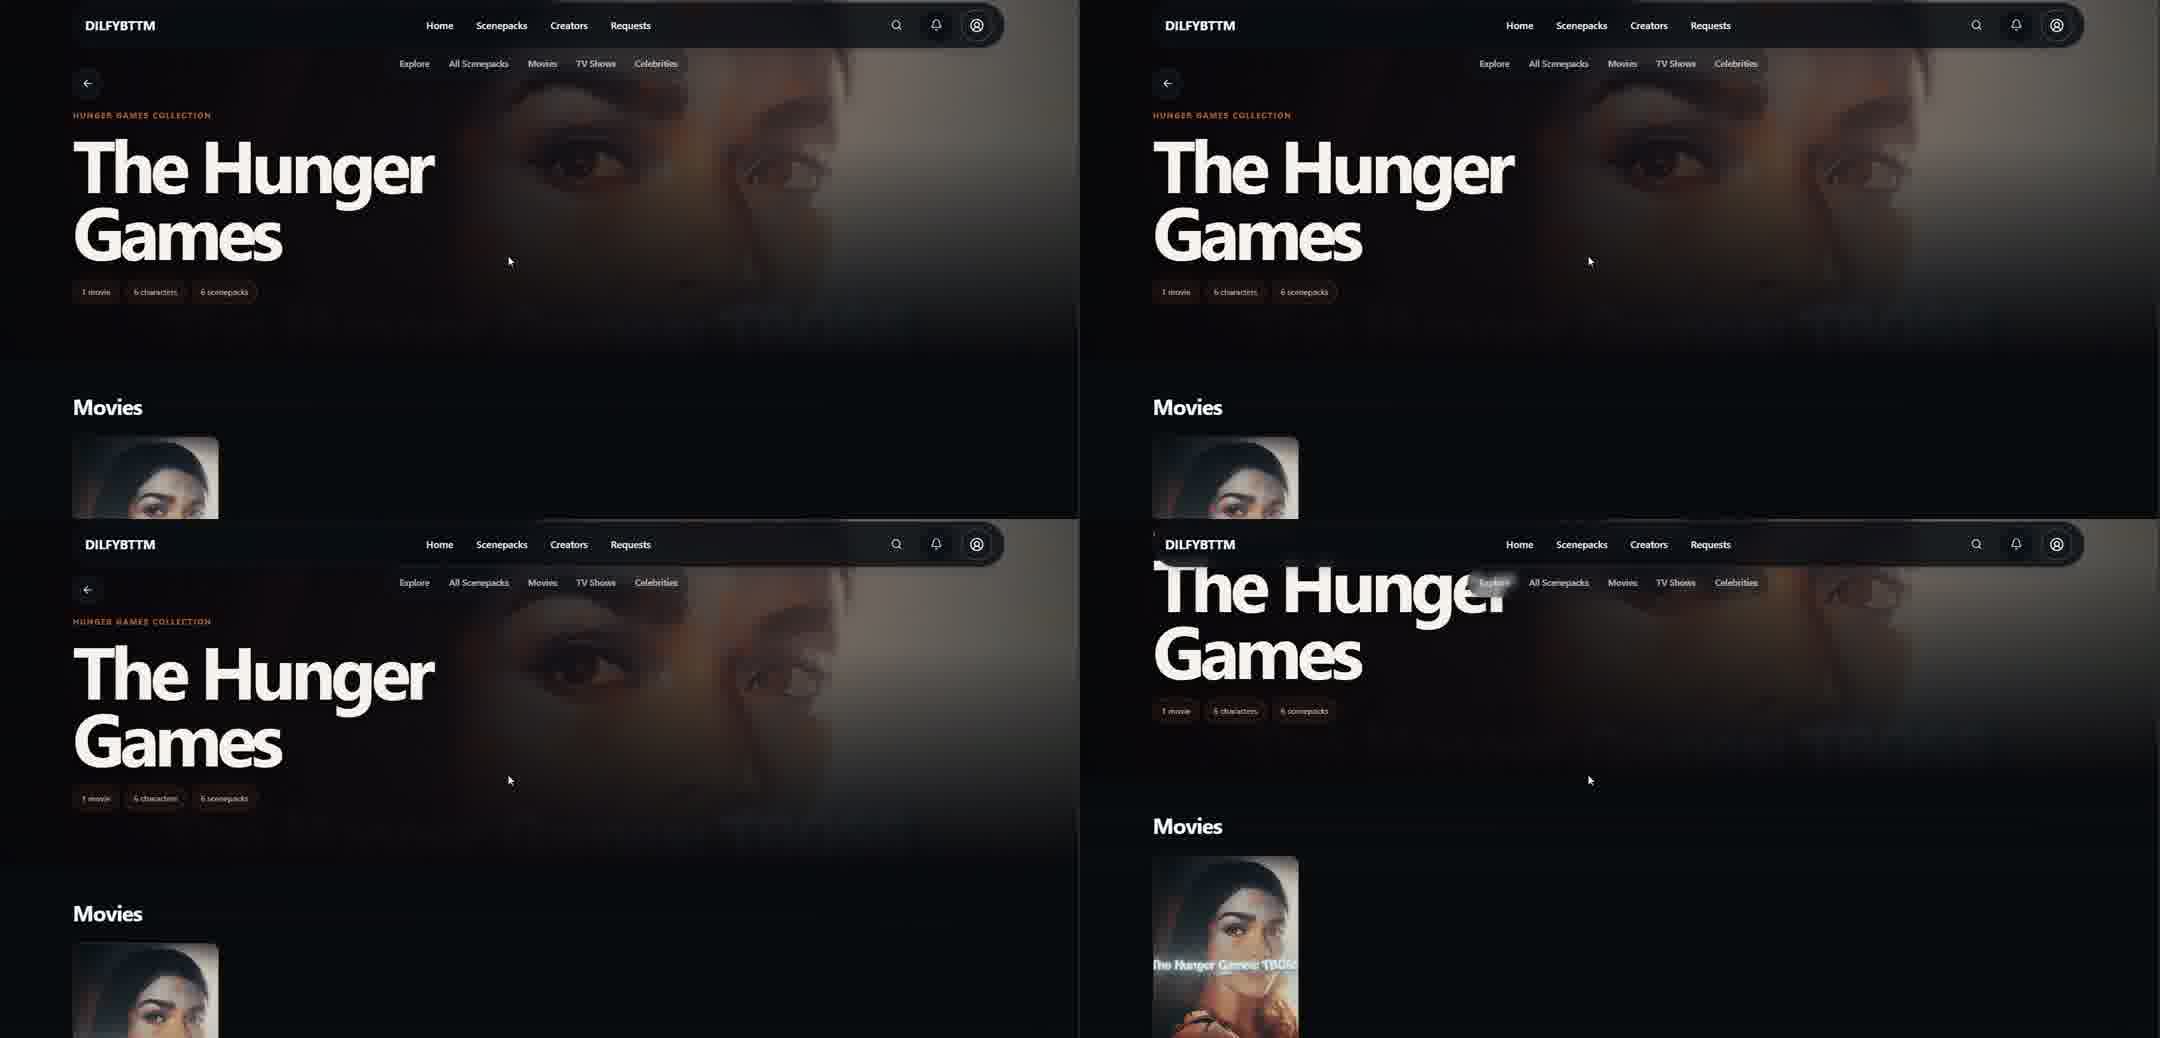 DILFYBTTM Home Scenepacks Creators Requests
Explore All Scenepacks Movies TV Shows Celebrities
HUNGER GAMES COLLECTION
The Hunger
Games
1 movie 6 characters 6 scenepacks
Movies
DILFYBTTM Home Scenepacks Creators Requests
Explore All Scenepacks Movies TV Shows Celebrities
HUNGER GAMES COLLECTION
The Hunger
Games
1 movie 6 characters 6 scenepacks
Movies
DILFYBTTM Home Scenepacks Creators Requests
Explore All Scenepacks Movies TV Shows Celebrities
HUNGER GAMES COLLECTION
The Hunger
Games
1 movie 6 characters 6 scenepacks
Movies
DILFYBTTM Home Scenepacks Creators Requests
Explore All Scenepacks Movies TV Shows Celebrities
The Hunger
Games
1 movie 6 characters 6 scenepacks
Movies
The Hunger Games: